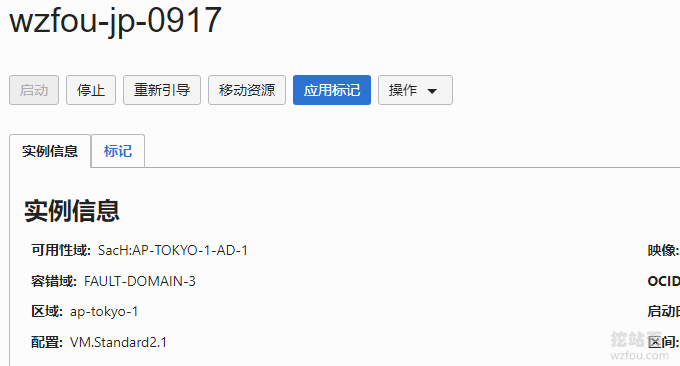 wzfou-jp-0917
启动 停止 重新引导 移动资源 应用标记 操作
实例信息 标记
实例信息
可用性域: SacH:AP-TOKYO-1-AD-1 映像:
容错域: FAULT-DOMAIN-3 OCID
区域: ap-tokyo-1 启动
配置: VM.Standard2.1 区间:
挖站否
wzfou.com